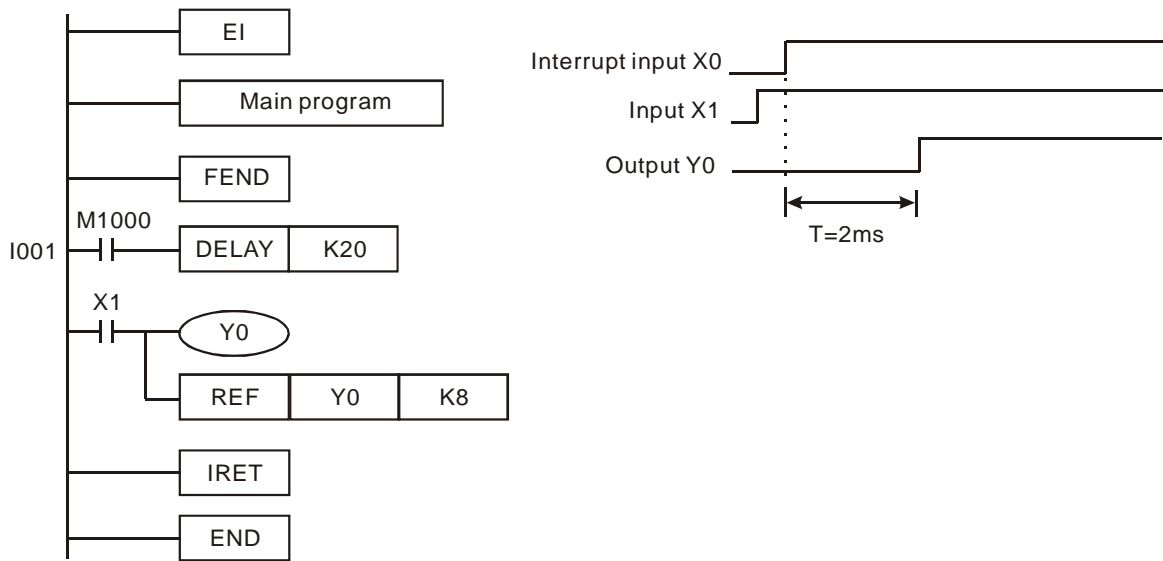 EI
Main program
FEND
M1000
I001
DELAY K20
X1
Y0
REF Y0 K8
IRET
END
Interrupt input X0
Input X1
Output Y0
T=2ms